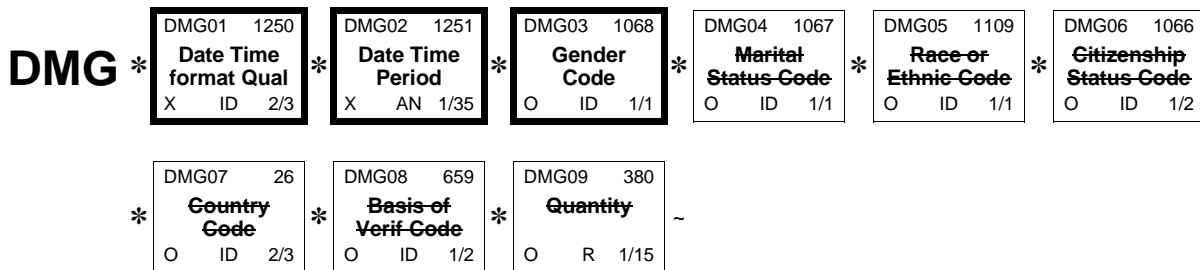 DMG01 1250 DMG02 1251 DMG03 1068 DMG04 1067 DMG05 1109 DMG06 1066
DMG * Date Time * Date Time * Gender * Marital * Race or * Citizenship
format Qual Period Code Status Code Ethnic Code Status Code
X ID 2/3 X AN 1/35 O ID 1/1 O ID 1/1 O ID 1/1 O ID 1/2
DMG07 26 DMG08 659 DMG09 380
* Country * Basis of * Quantity ~
Code Verif Code
O ID 2/3 O ID 1/2 O R 1/15